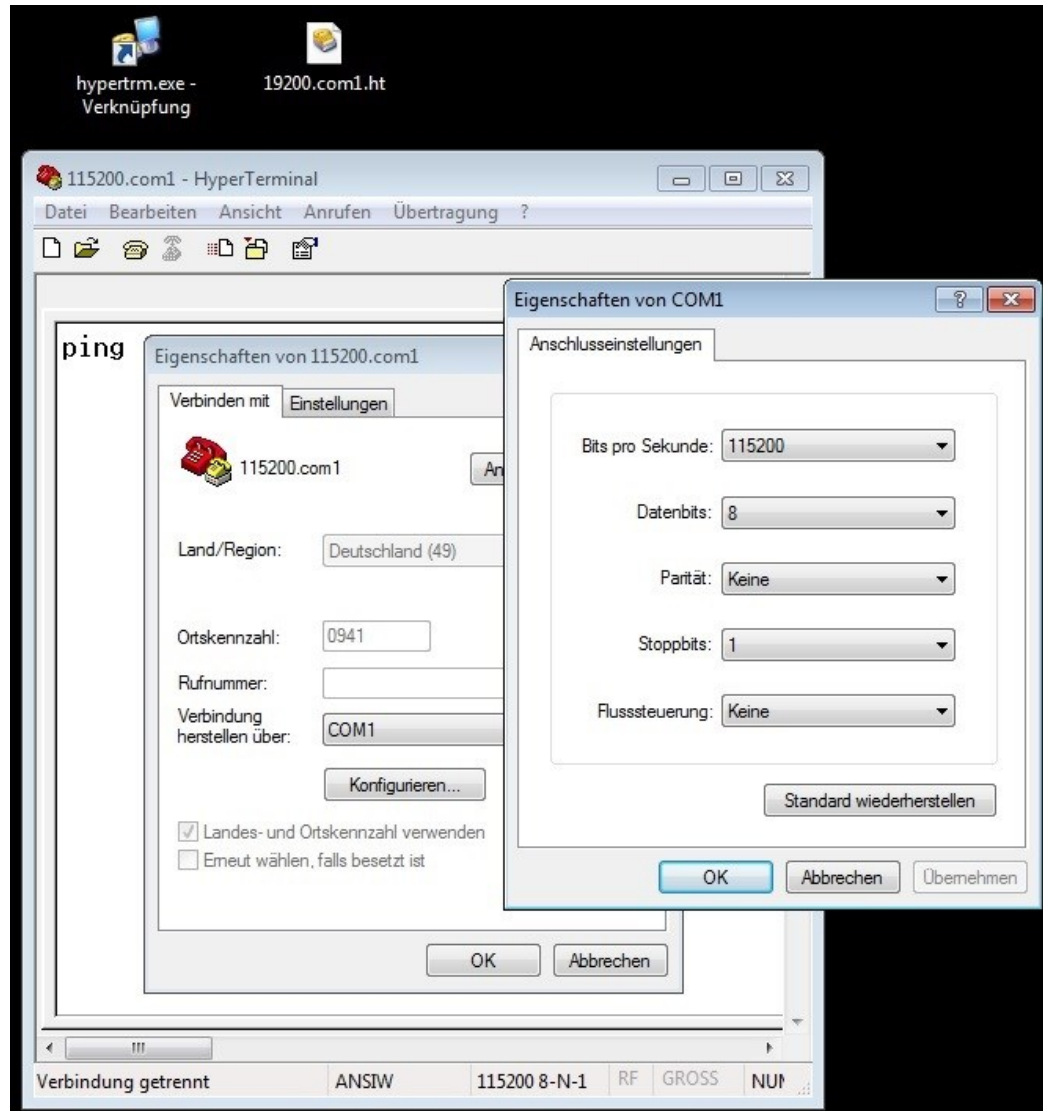 hypertrm.exe -
Verknüpfung
19200.com1.ht
115200.com1 - HyperTerminal
Datei Bearbeiten Ansicht Anrufen Übertragung ?
ping
Eigenschaften von 115200.com1
Verbinden mit Einstellungen
115200.com1
Land/Region: Deutschland (49)
Ortskennzahl: 0941
Rufnummer:
Verbindung
herstellen über: COM1
Konfigurieren...
Landes- und Ortskennzahl verwenden
Erneut wählen, falls besetzt ist
OK Abbrechen
Eigenschaften von COM1
Anschlusseinstellungen
Bits pro Sekunde: 115200
Datenbits: 8
Parität: Keine
Stoppbits: 1
Flusssteuerung: Keine
Standard wiederherstellen
OK Abbrechen Übernehmen
Verbindung getrennt ANSIW 115200 8-N-1 RF GROSS